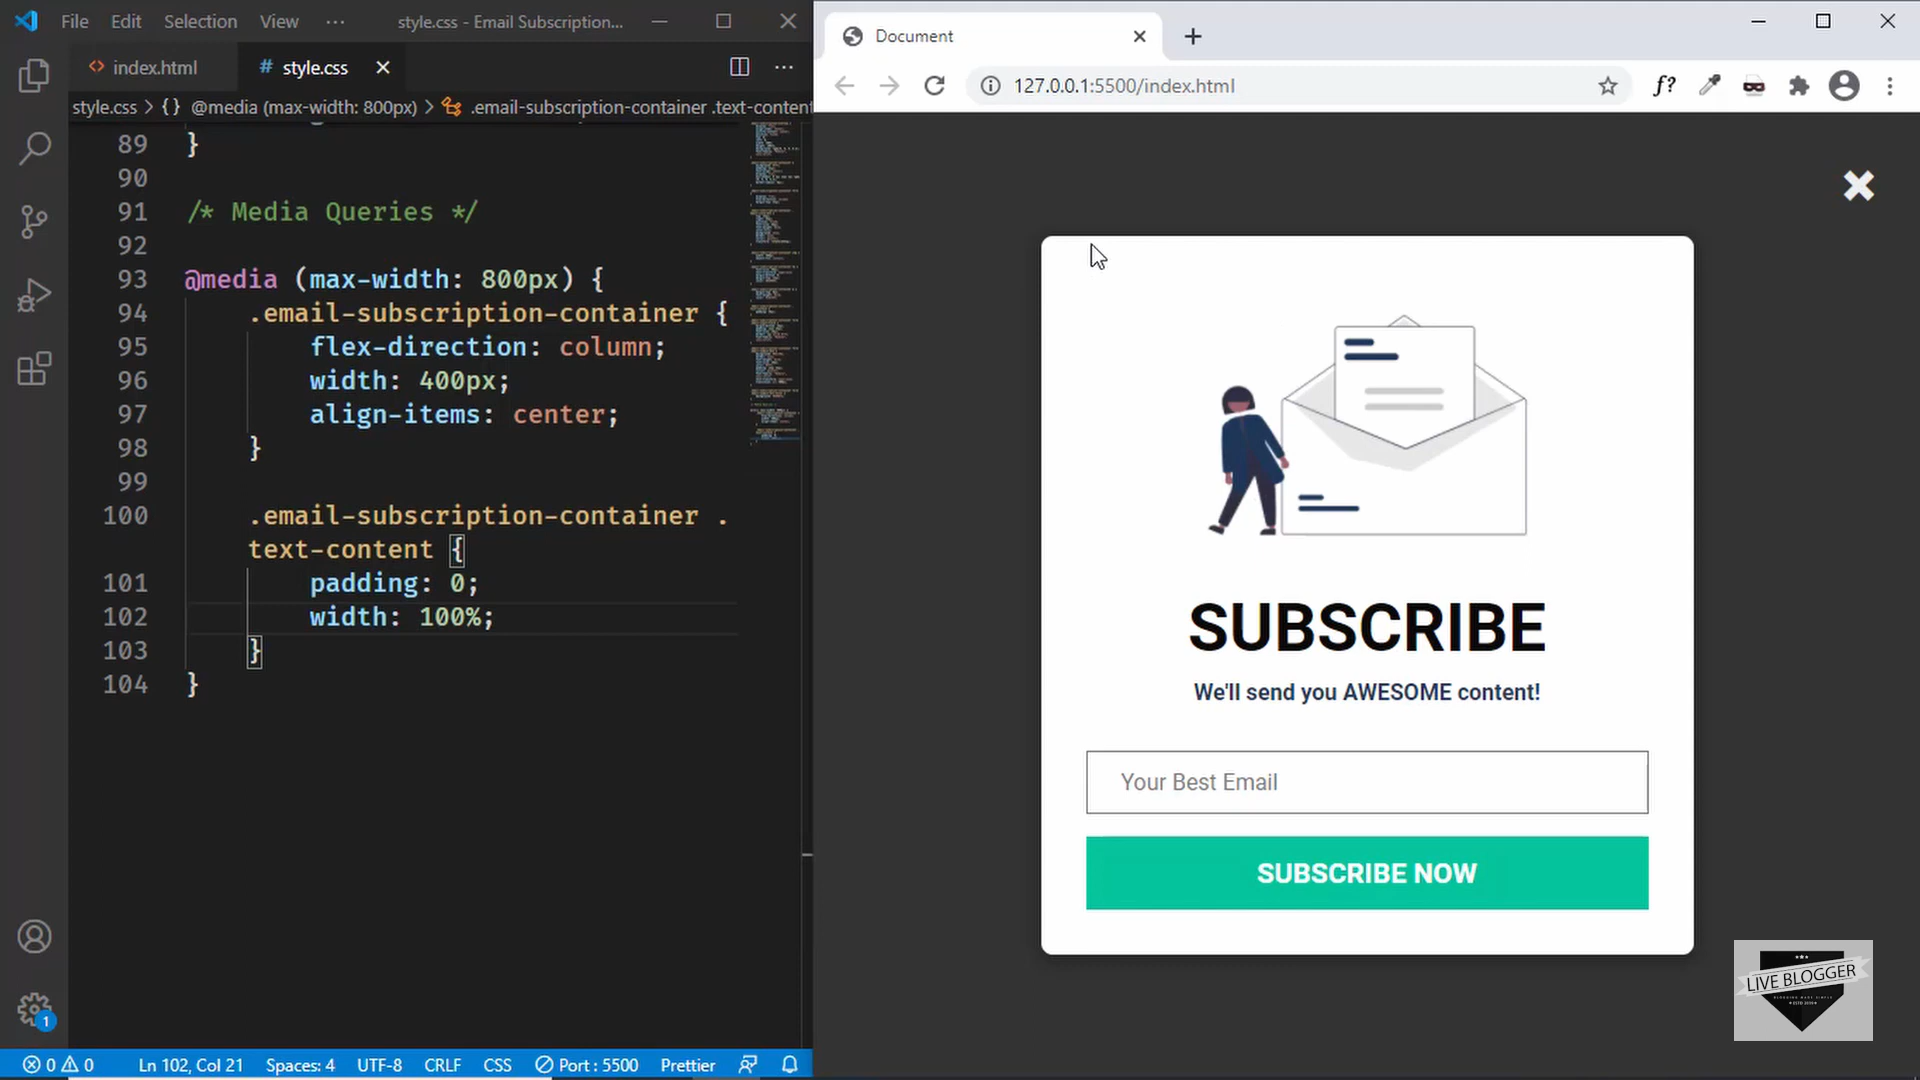 File Edit Selection View ··· style.css - Email Subscription...
index.html style.css
style.css > {} @media (max-width: 800px) > .email-subscription-container .text-content
89 }
90
91 /* Media Queries */
92
93 @media (max-width: 800px) {
94 .email-subscription-container {
95 flex-direction: column;
96 width: 400px;
97 align-items: center;
98 }
99
100 .email-subscription-container .
text-content {
101 padding: 0;
102 width: 100%;
103 }
104 }
1
0 0 Ln 102, Col 21 Spaces: 4 UTF-8 CRLF CSS Port : 5500 Prettier
Document
127.0.0.1:5500/index.html
f?
SUBSCRIBE
We'll send you AWESOME content!
Your Best Email
SUBSCRIBE NOW
LIVE BLOGGER